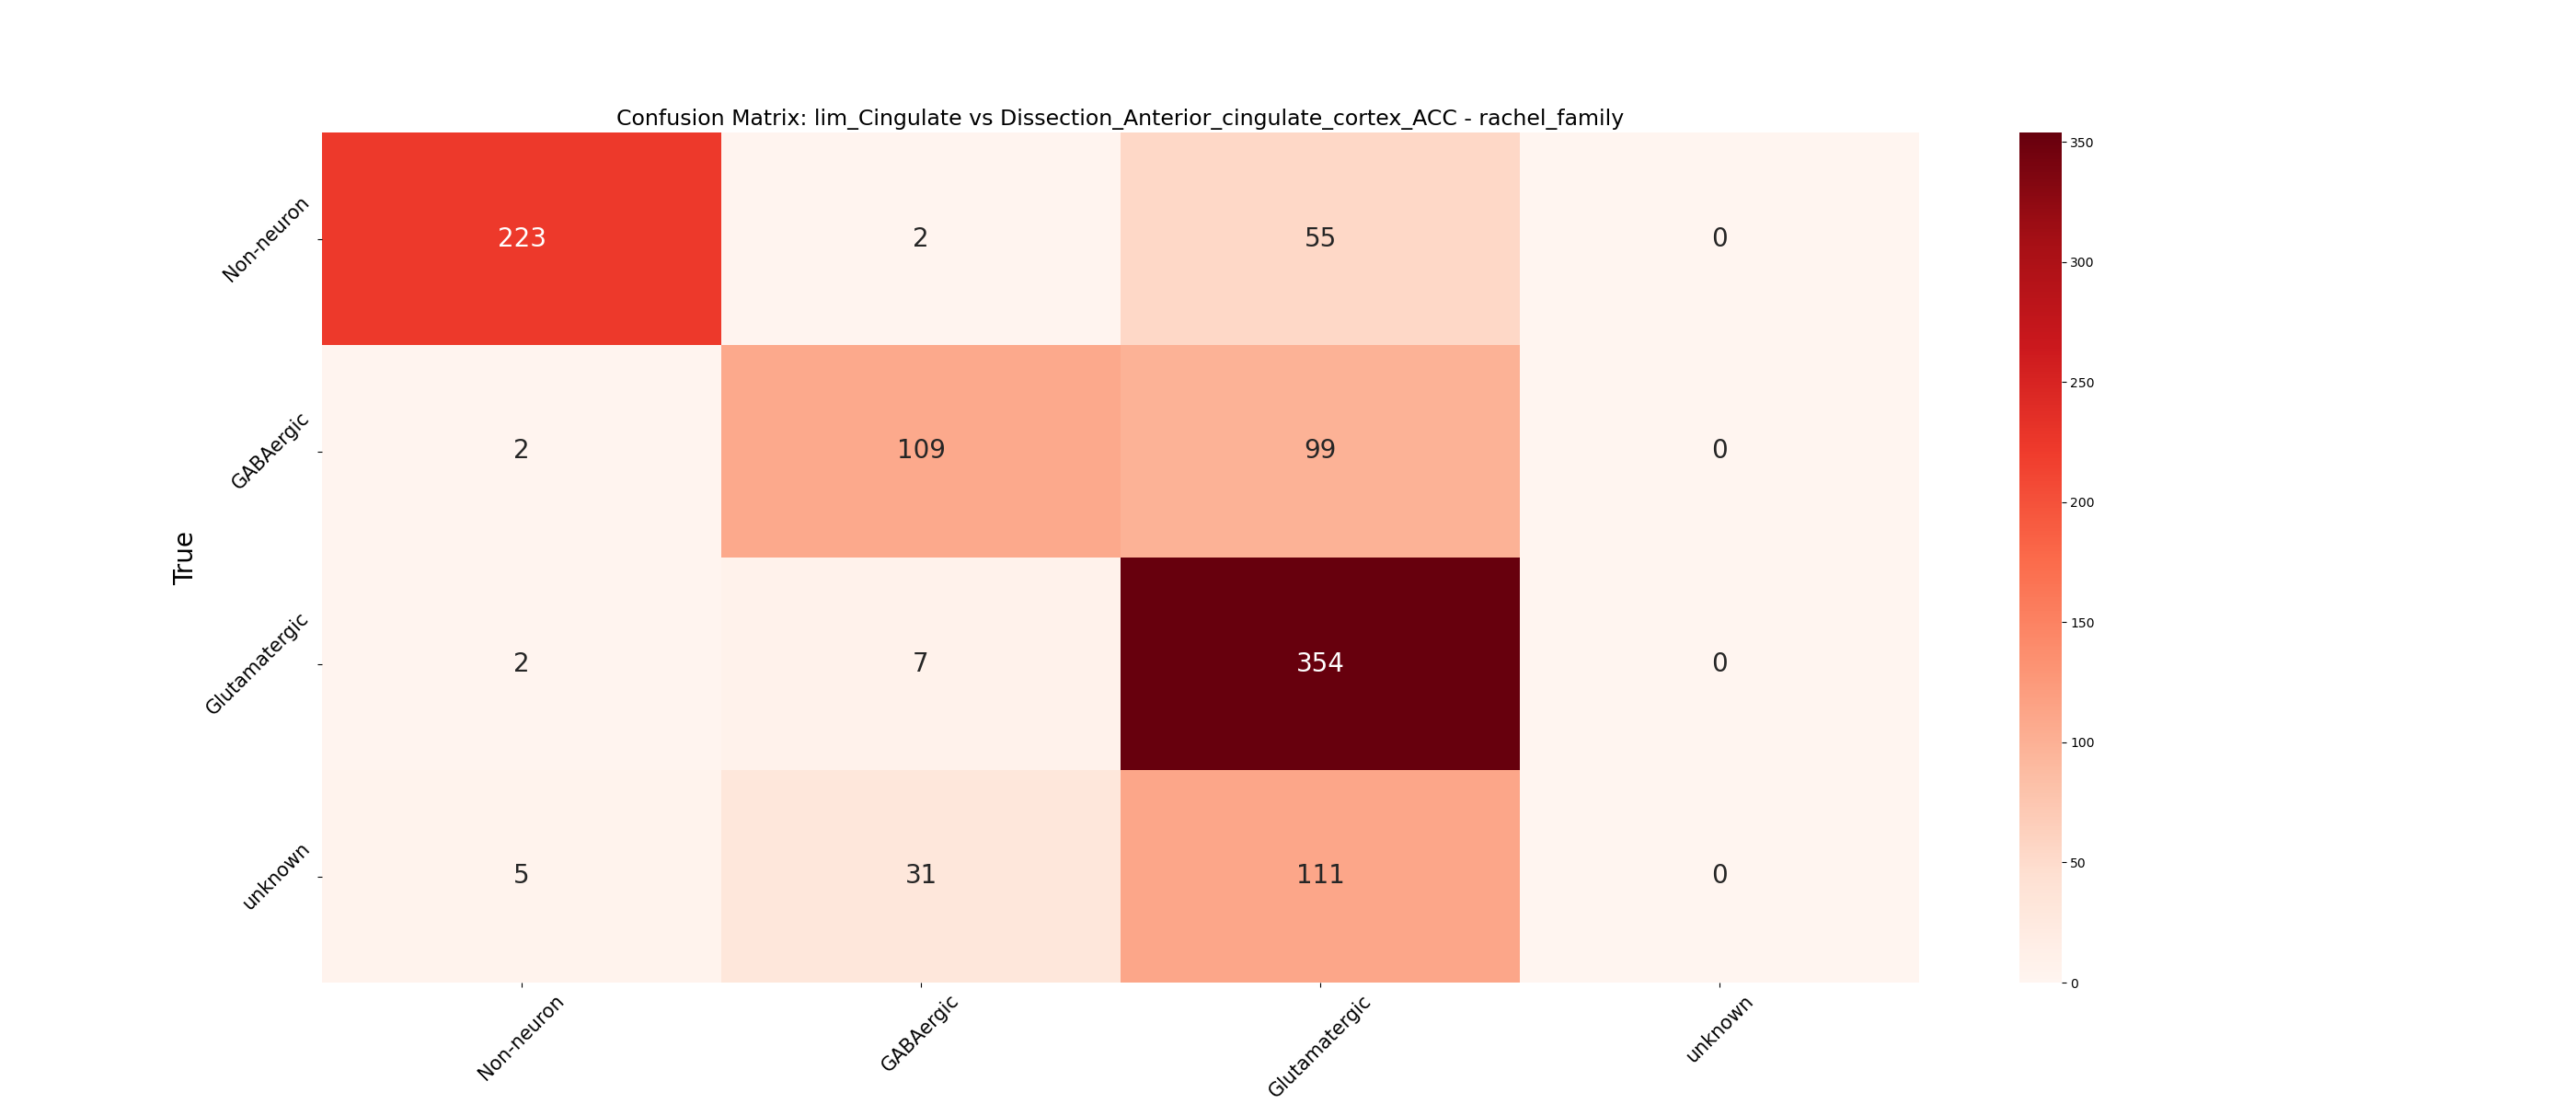 Confusion Matrix: lim_Cingulate vs Dissection_Anterior_cingulate_cortex_ACC - rachel_family
True
Non-neuron 223 2 55 0
GABAergic 2 109 99 0
Glutamatergic 2 7 354 0
unknown 5 31 111 0
Non-neuron GABAergic Glutamatergic unknown
350
300
250
200
150
100
50
0